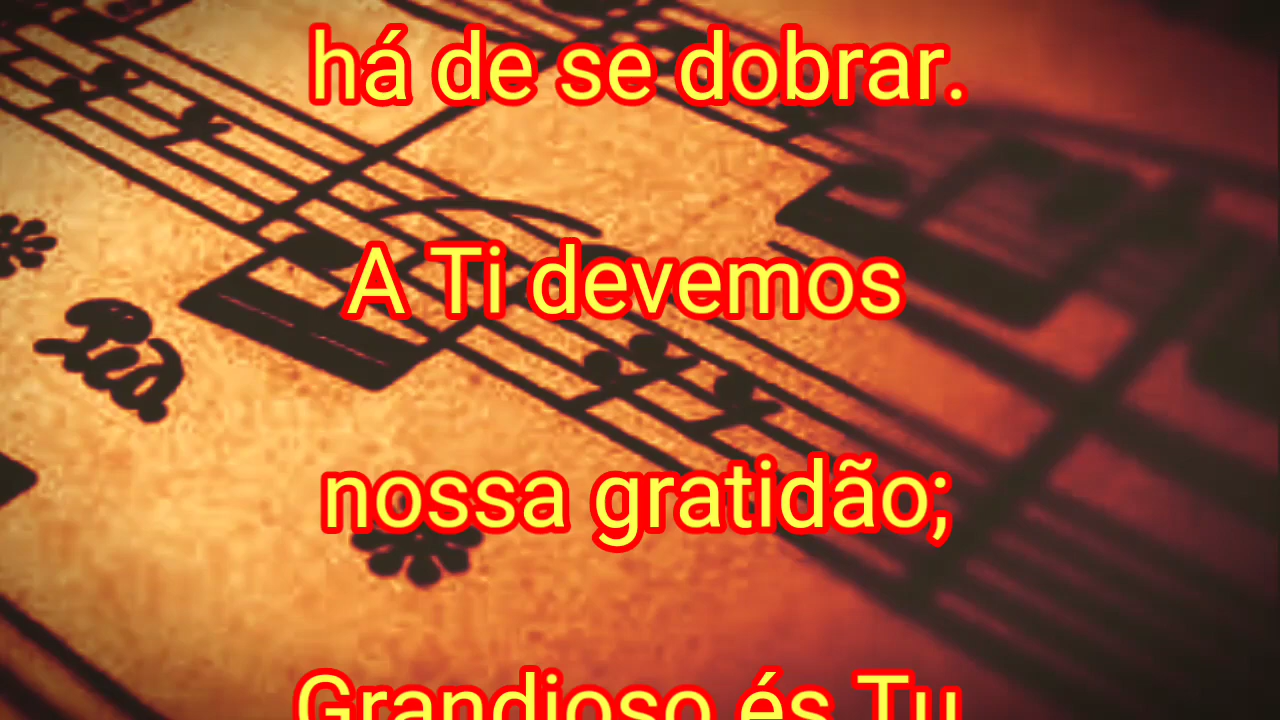 há de se dobrar.
A Ti devemos
nossa gratidão;
Grandioso és Tu